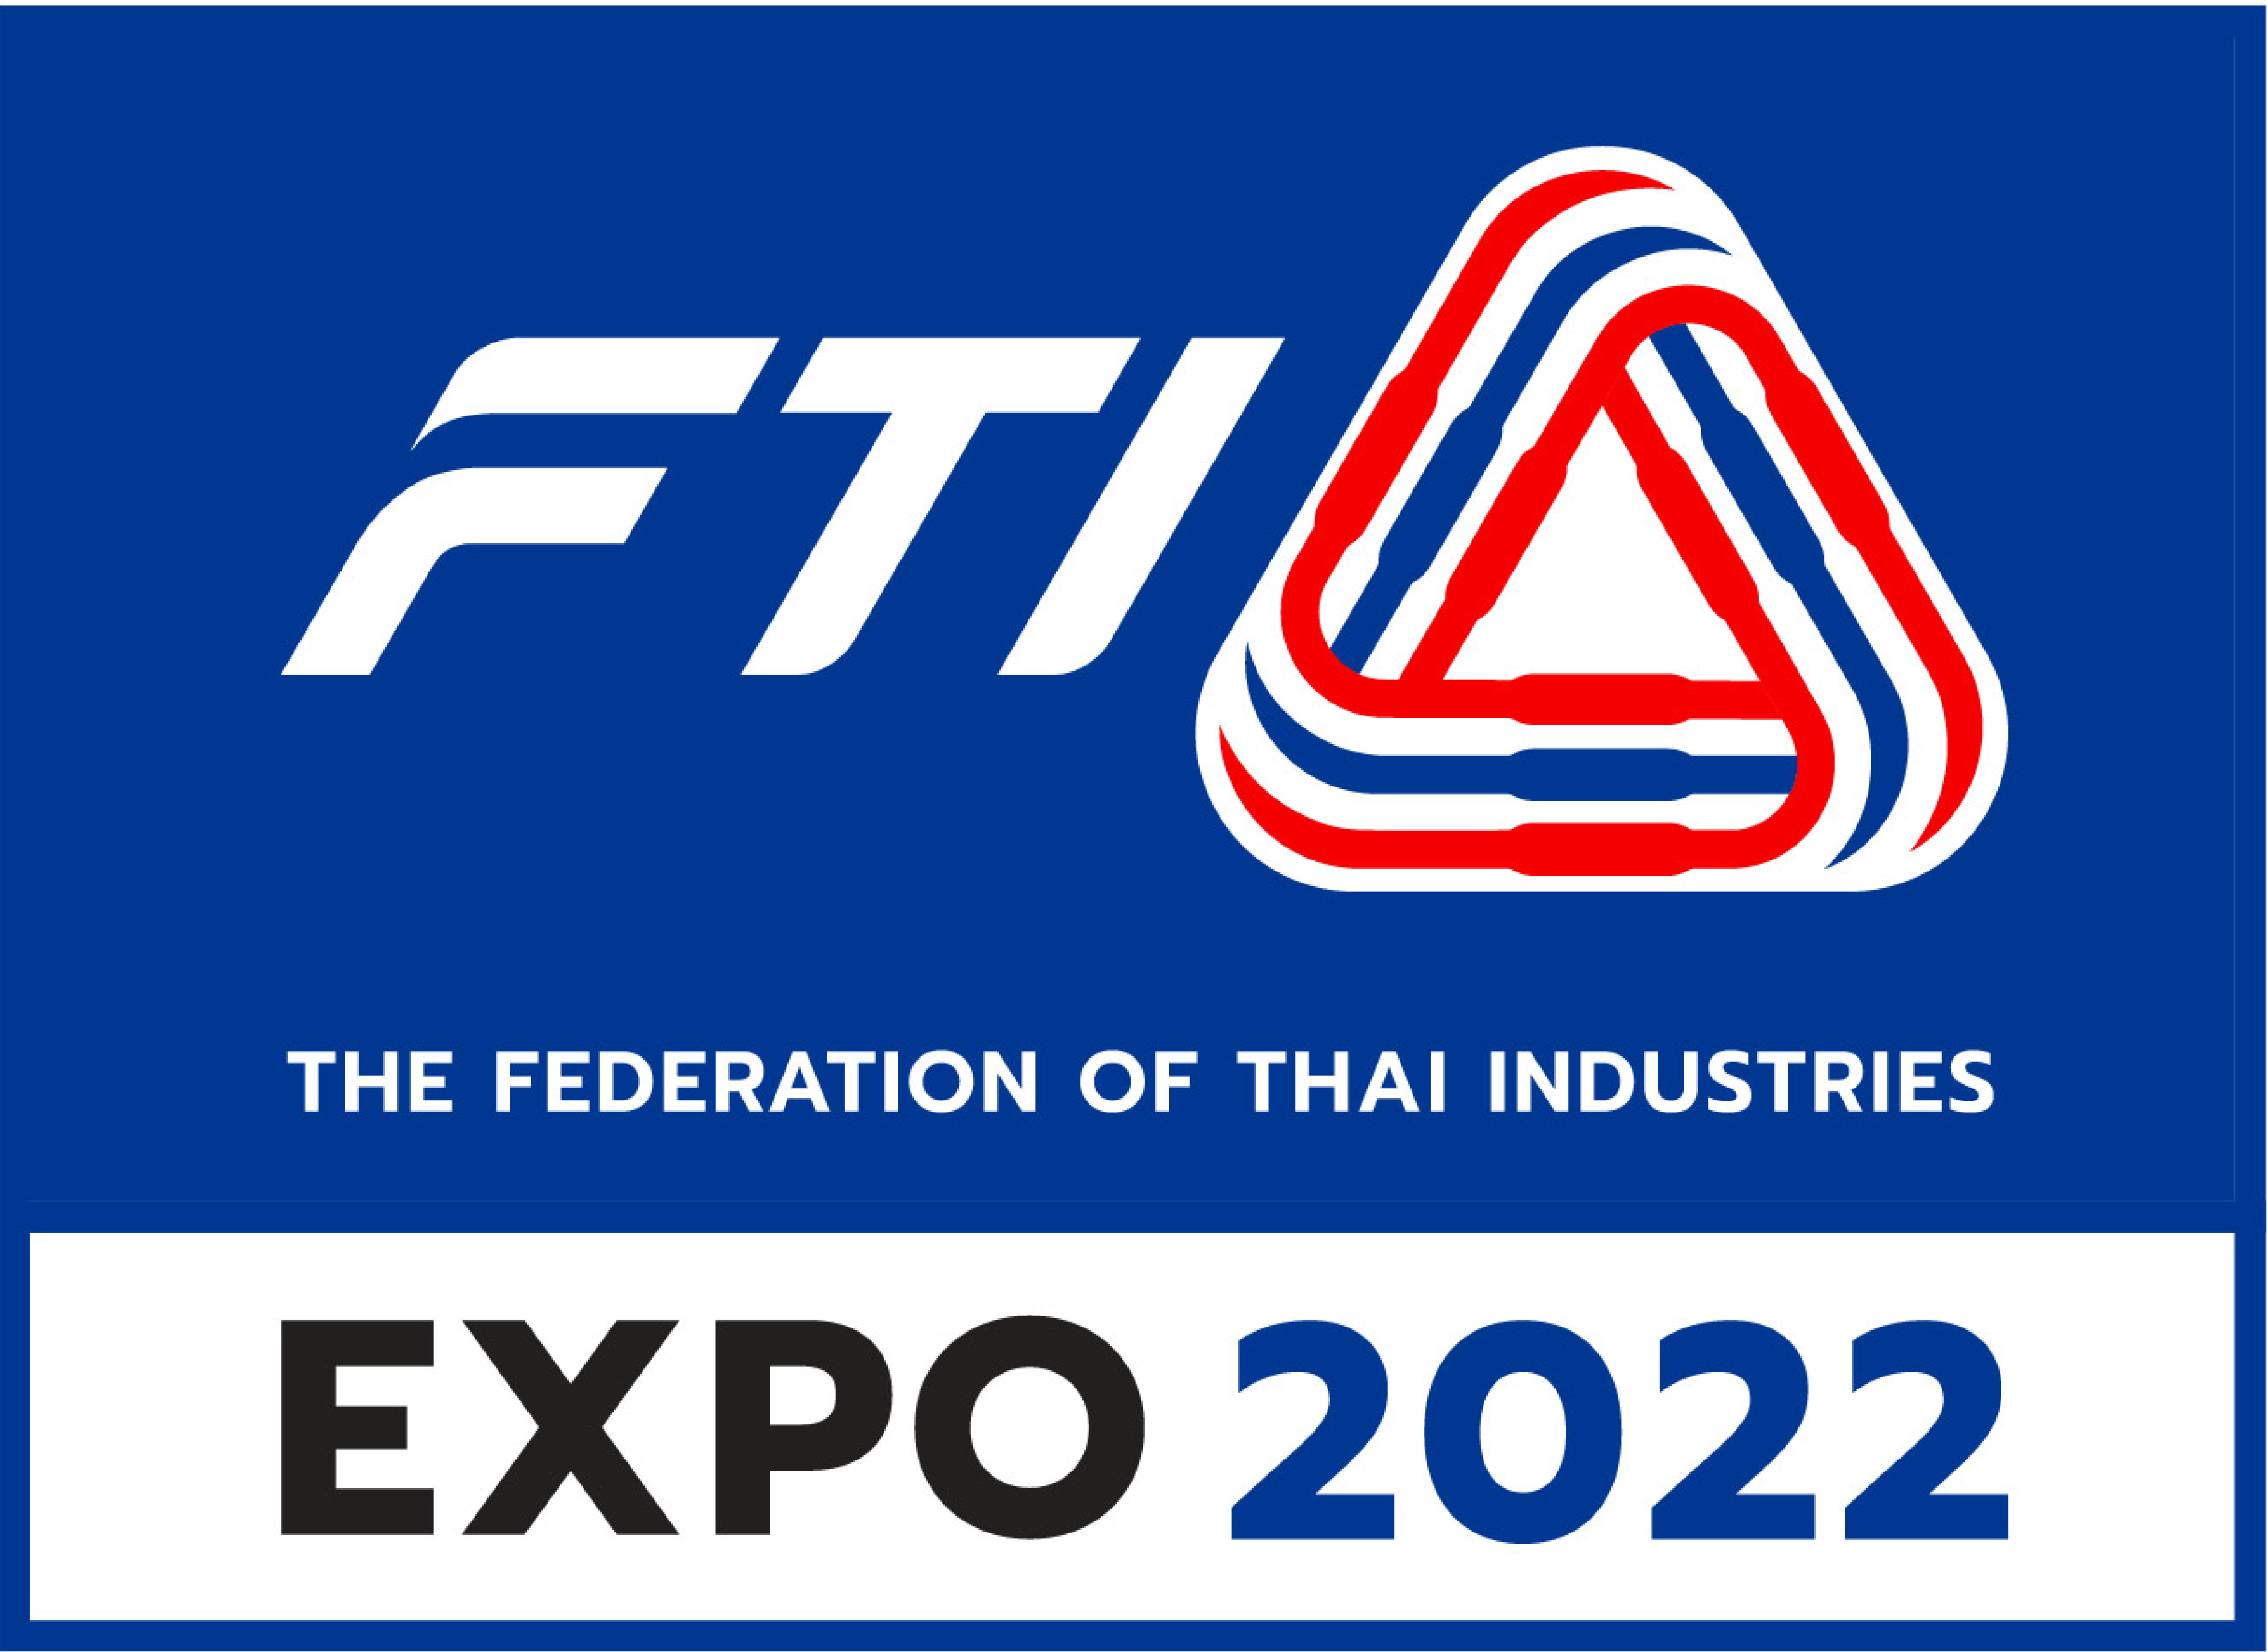 FTI
THE FEDERATION OF THAI INDUSTRIES
EXPO 2022